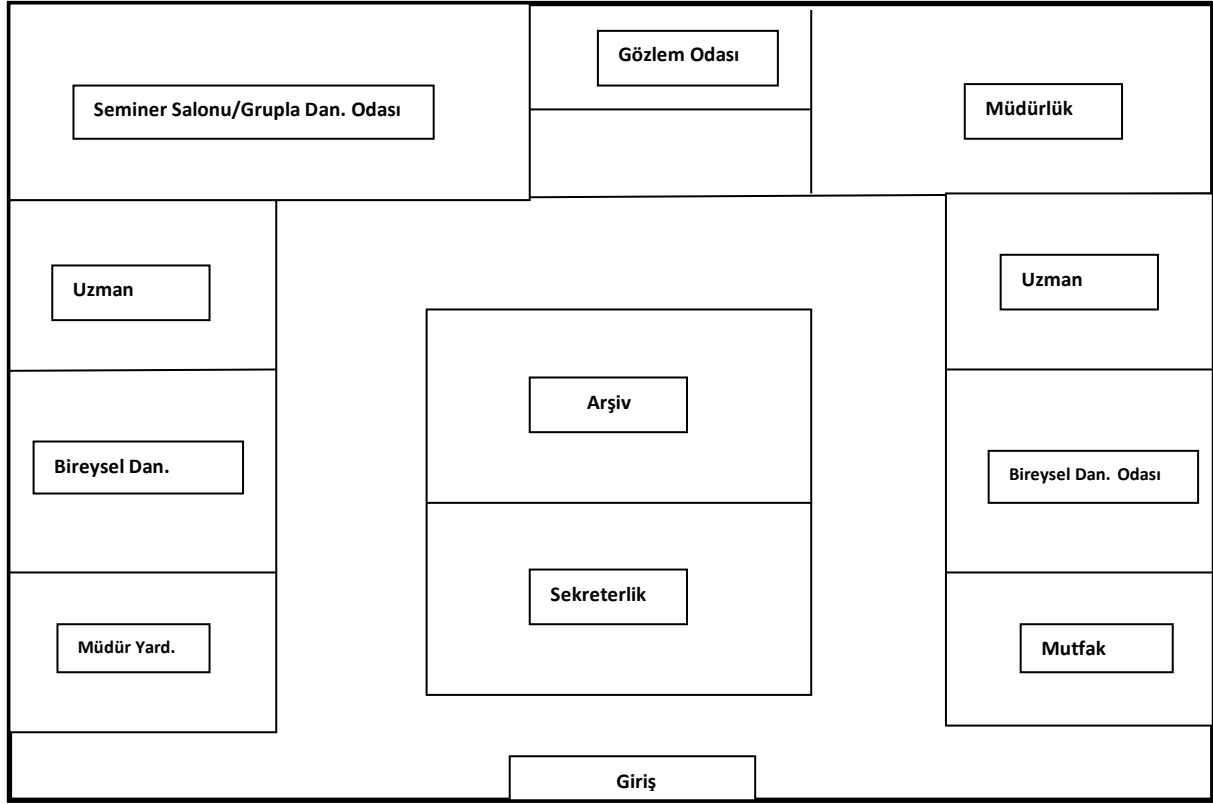 Gözlem Odası
Seminer Salonu/Grupla Dan. Odası
Müdürlük
Uzman
Uzman
Arşiv
Bireysel Dan.
Bireysel Dan. Odası
Sekreterlik
Müdür Yard.
Mutfak
Giriş